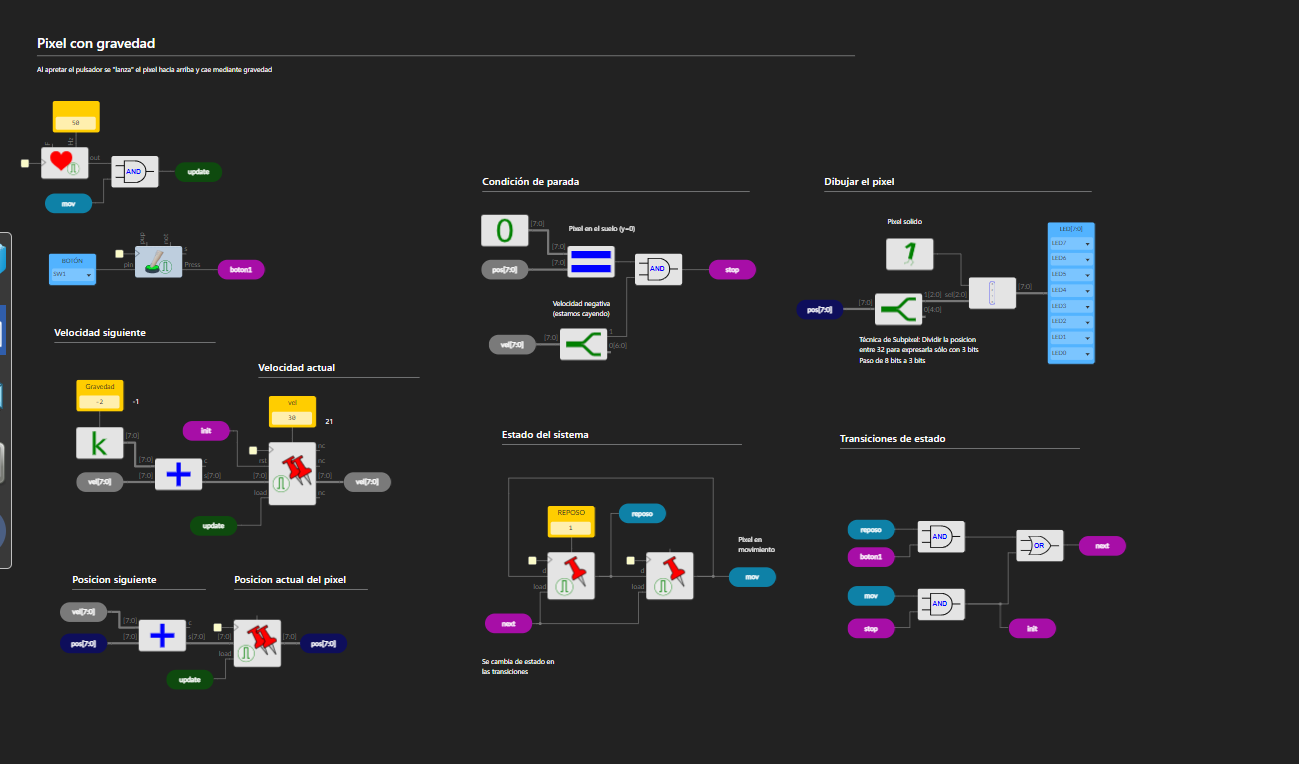 Pixel con gravedad
Al apretar el pulsador se "lanza" el pixel hacia arriba y cae mediante gravedad
50
Hz
out
AND
update
mov
BOTÓN
SW1
pin
pup
not
s
Press
boton1
Velocidad siguiente
Velocidad actual
Gravedad
-2
-1
k
[7:0]
vel[7:0]
[7:0]
[7:0]
c
s[7:0]
init
vel
30
21
rst
[7:0]
load
nc
nc
[7:0]
nc
vel[7:0]
update
Posicion siguiente
Posicion actual del pixel
vel[7:0]
pos[7:0]
[7:0]
[7:0]
c
s[7:0]
[7:0]
load
[7:0]
pos[7:0]
update
Condición de parada
0
[7:0]
Pixel en el suelo (y=0)
[7:0]
[7:0]
pos[7:0]
AND
stop
Velocidad negativa
(estamos cayendo)
vel[7:0]
[7:0]
1
0[6:0]
Dibujar el pixel
Pixel solido
1
pos[7:0]
[7:0]
1[2:0]
0[4:0]
sel[2:0]
[7:0]
LED[7:0]
LED7
LED6
LED5
LED4
LED3
LED2
LED1
LED0
Técnica de Subpixel: Dividir la posicion
entre 32 para expresarla sólo con 3 bits
Paso de 8 bits a 3 bits
Estado del sistema
REPOSO
1
reposo
d
load
d
load
Pixel en
movimiento
mov
next
Se cambia de estado en
las transiciones
Transiciones de estado
reposo
boton1
AND
OR
next
mov
stop
AND
init